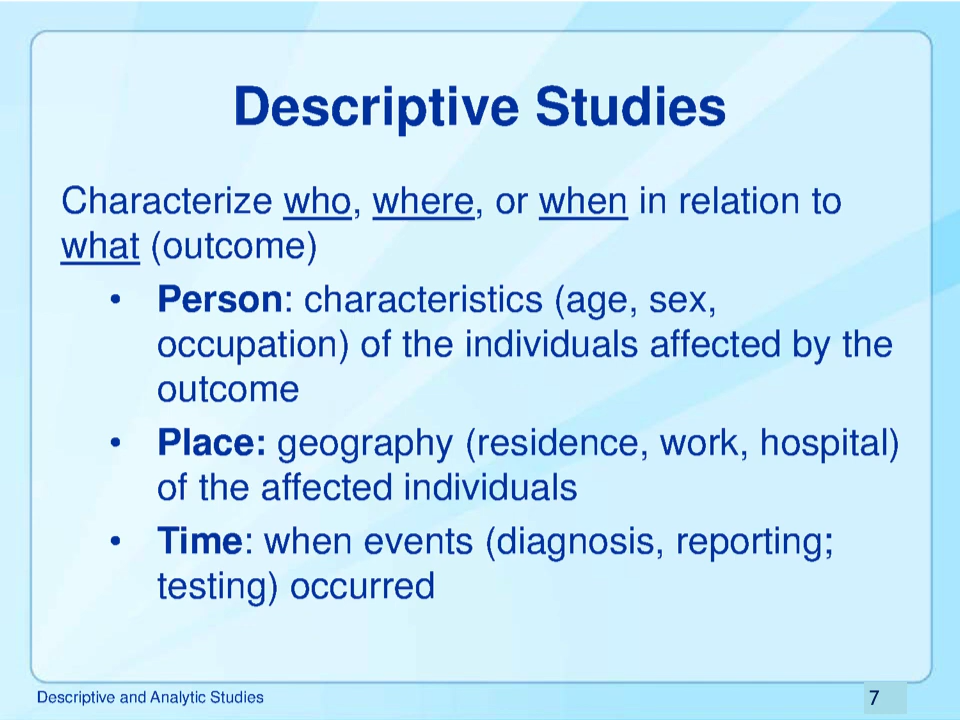 Descriptive Studies
Characterize who, where, or when in relation to
what (outcome)
• Person: characteristics (age, sex,
occupation) of the individuals affected by the
outcome
• Place: geography (residence, work, hospital)
of the affected individuals
• Time: when events (diagnosis, reporting;
testing) occurred
Descriptive and Analytic Studies
7